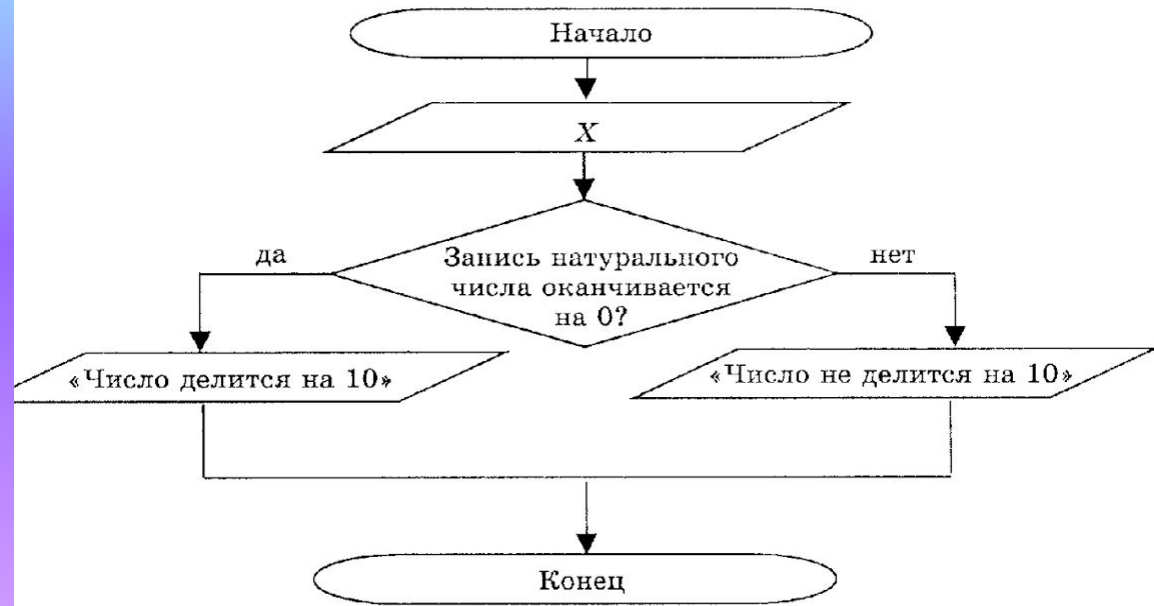 Начало
X
да
Запись натурального
числа оканчивается
на 0?
нет
«Число делится на 10»
«Число не делится на 10»
Конец